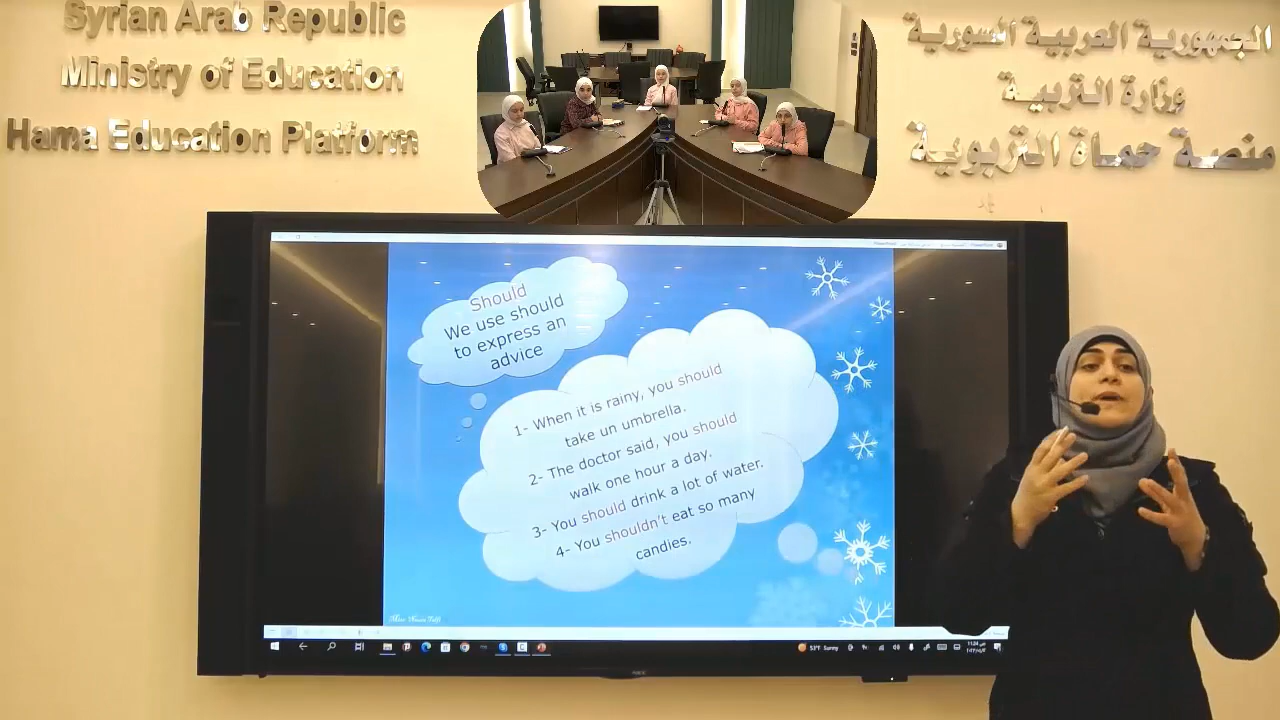 Syrian Arab Republic
Ministry of Education
Hama Education Platform
الجمهورية العربية السورية
وزارة التربية
منصة حماة التربوية
Should
We use should
to express an
advice
1- When it is rainy, you should
take un umbrella.
2- The doctor said, you should
walk one hour a day.
3- You should drink a lot of water.
4- You shouldn't eat so many
candies.
53°F Sunny